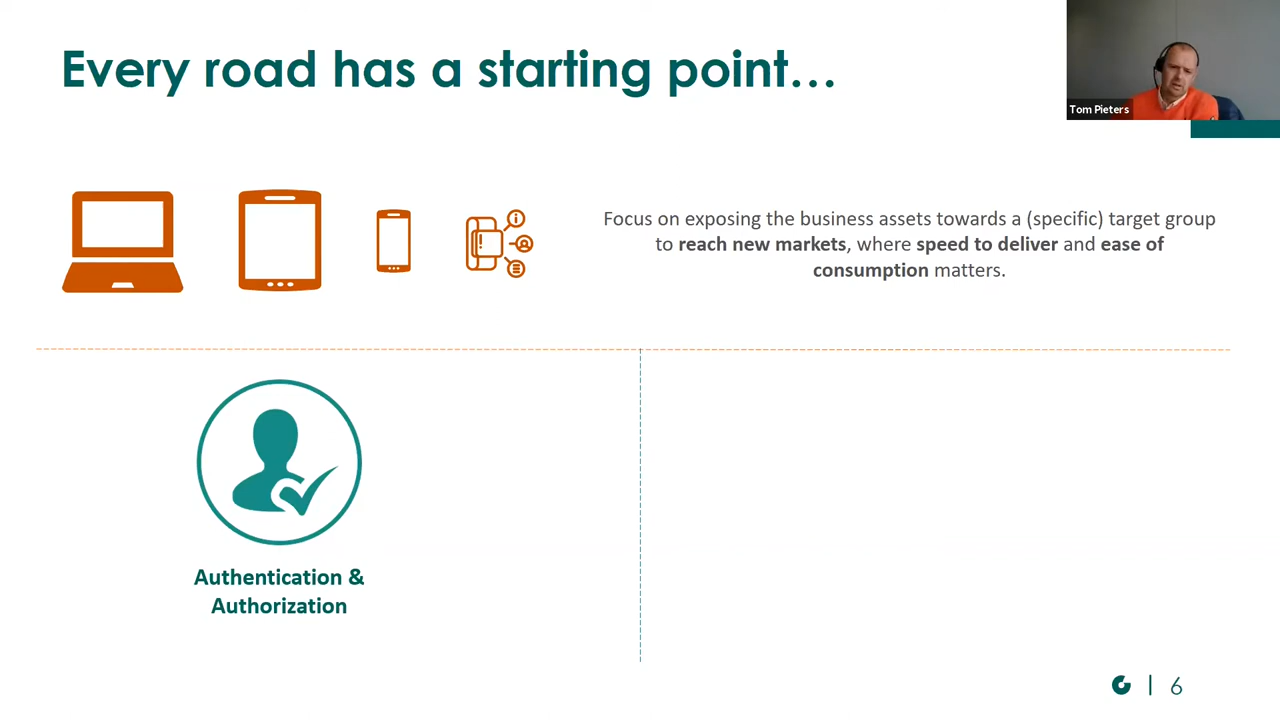 Every road has a starting point...
Tom Pieters
Focus on exposing the business assets towards a (specific) target group
to reach new markets, where speed to deliver and ease of
consumption matters.
Authentication &
Authorization
6